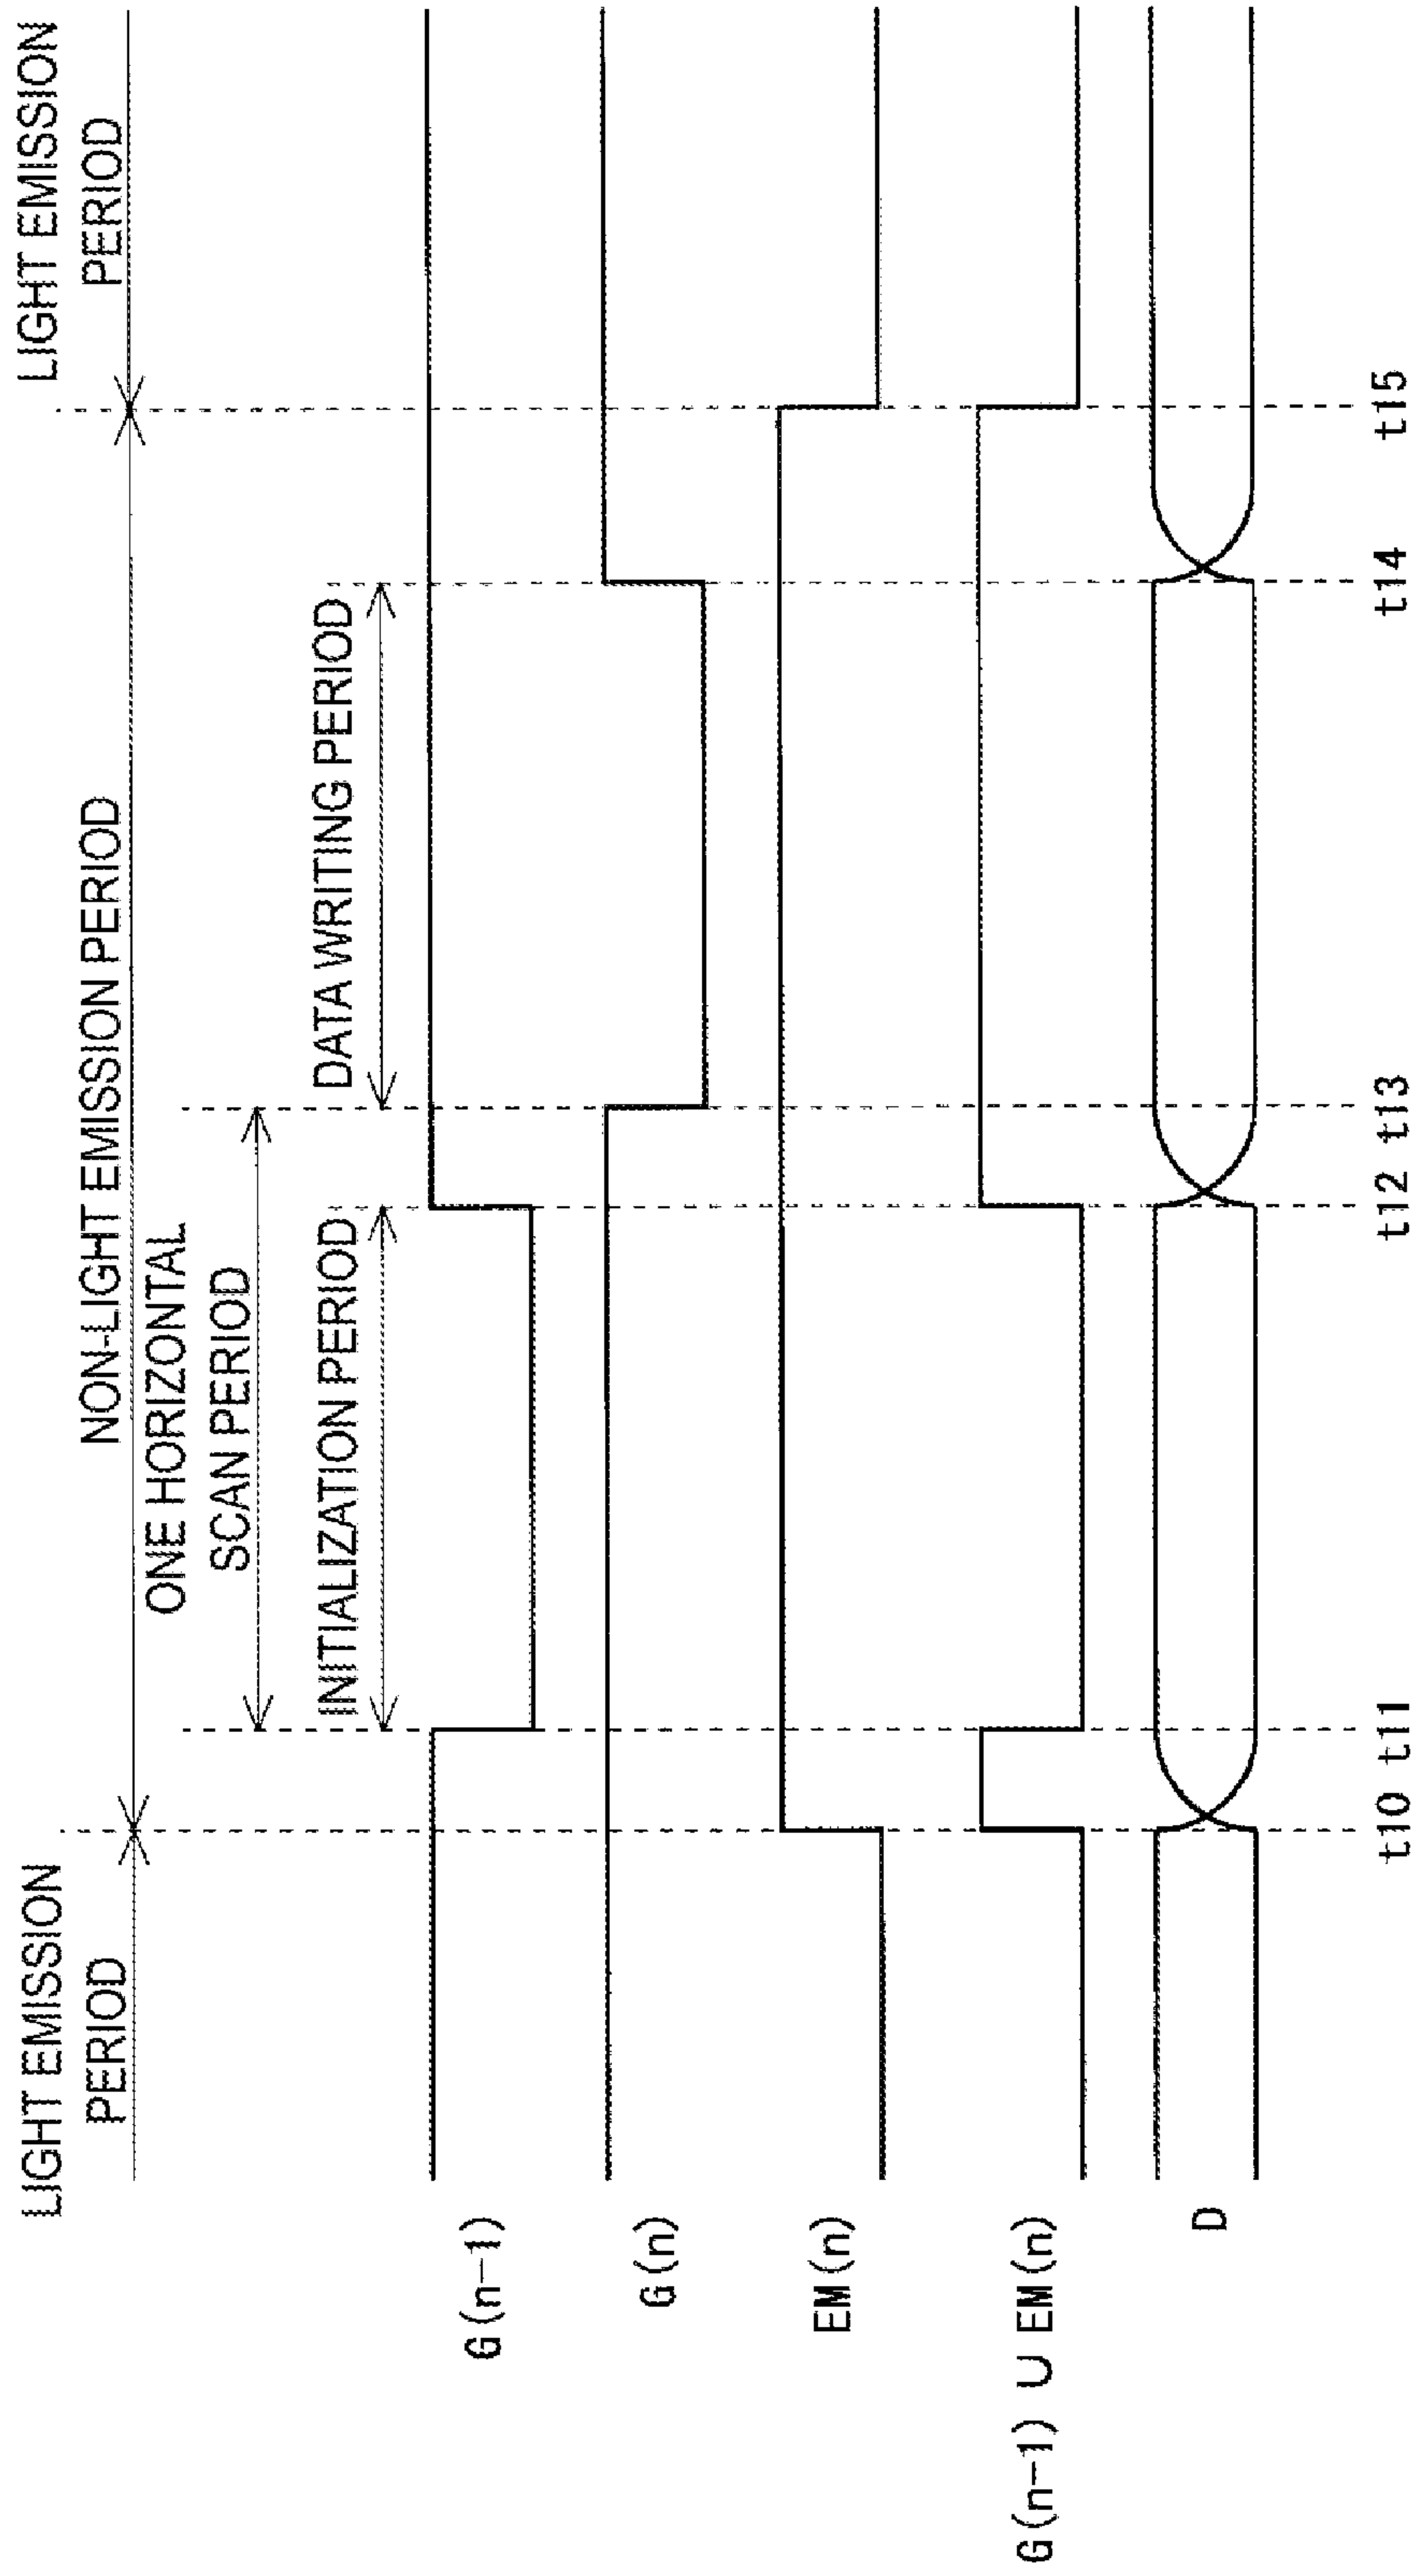 LIGHT EMISSION
PERIOD
NON-LIGHT EMISSION PERIOD
LIGHT EMISSION
PERIOD
ONE HORIZONTAL
SCAN PERIOD
INITIALIZATION PERIOD
DATA WRITING PERIOD
G(n-1)
G(n)
EM(n)
G(n-1) ∪ EM(n)
D
t10 t11 t12 t13 t14 t15